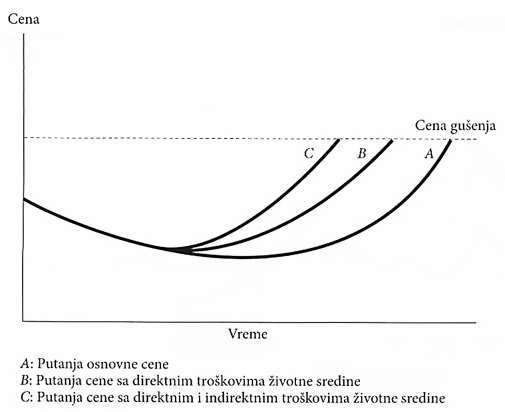 Cena
Cena gušenja
C
B
A
Vreme
A: Putanja osnovne cene
B: Putanja cene sa direktnim troškovima životne sredine
C: Putanja cene sa direktnim i indirektnim troškovima životne sredine